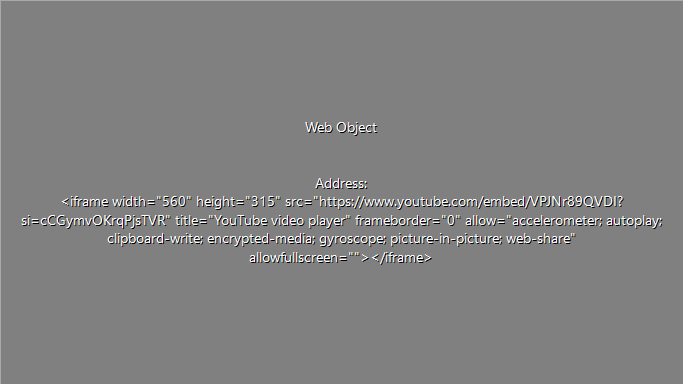 Web Object
Address:
<iframe width="560" height="315" src="https://www.youtube.com/embed/VPJNr89QVDI?
si=cCGymvOKrqPjsTVR" title="YouTube video player" frameborder="0" allow="accelerometer; autoplay;
clipboard-write; encrypted-media; gyroscope; picture-in-picture; web-share"
allowfullscreen=""></iframe>